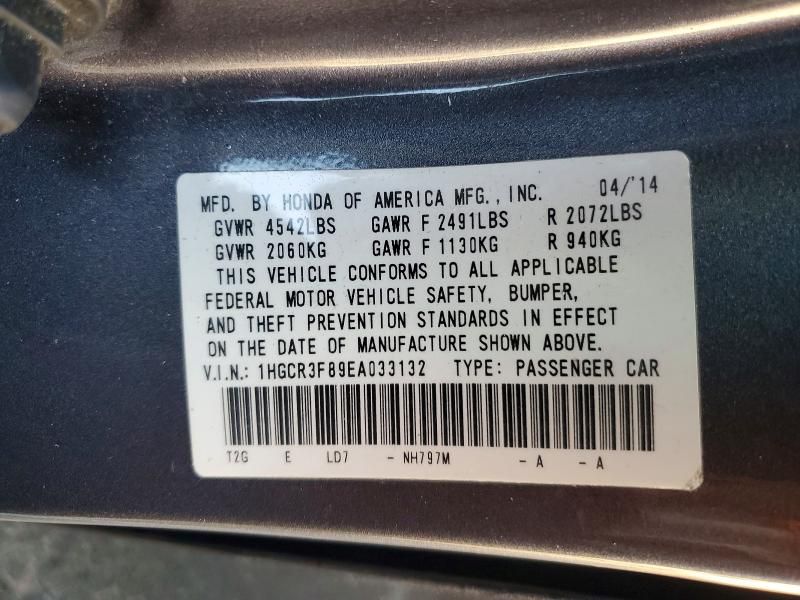 MFD. BY HONDA OF AMERICA MFG., INC. 04/'14
GVWR 4542LBS GAWR F 2491LBS R 2072LBS
GVWR 2060KG GAWR F 1130KG R 940KG
THIS VEHICLE CONFORMS TO ALL APPLICABLE
FEDERAL MOTOR VEHICLE SAFETY, BUMPER,
AND THEFT PREVENTION STANDARDS IN EFFECT
ON THE DATE OF MANUFACTURE SHOWN ABOVE.
V.I.N.: 1HGCR3F89EA033132 TYPE: PASSENGER CAR
T2G E LD7 - NH797M - A - A